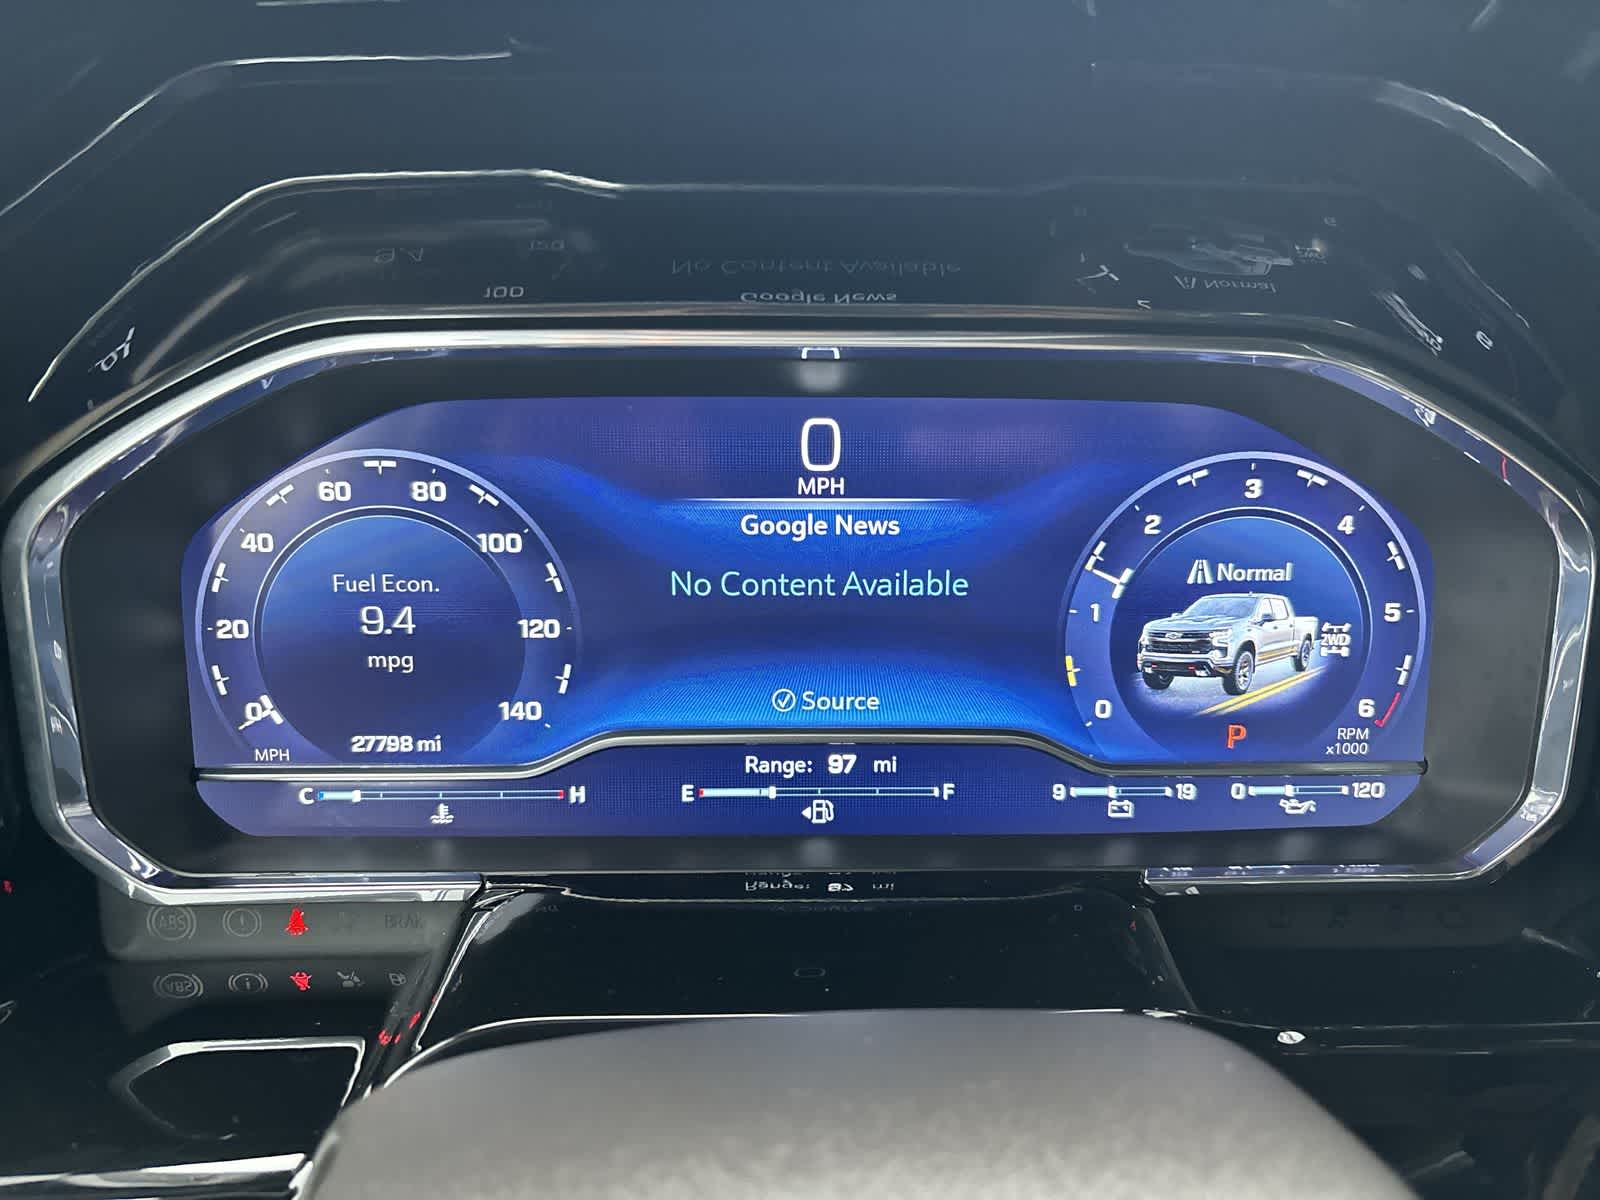 0
MPH
Google News
No Content Available
Source
0
20
40
60
80
100
120
140
MPH
Fuel Econ.
9.4
mpg
27798 mi
0
1
2
3
4
5
6
RPM
x1000
Normal
2WD
P
Range: 97 mi
C H
E F
9 19
0 120
ABS
BRAK